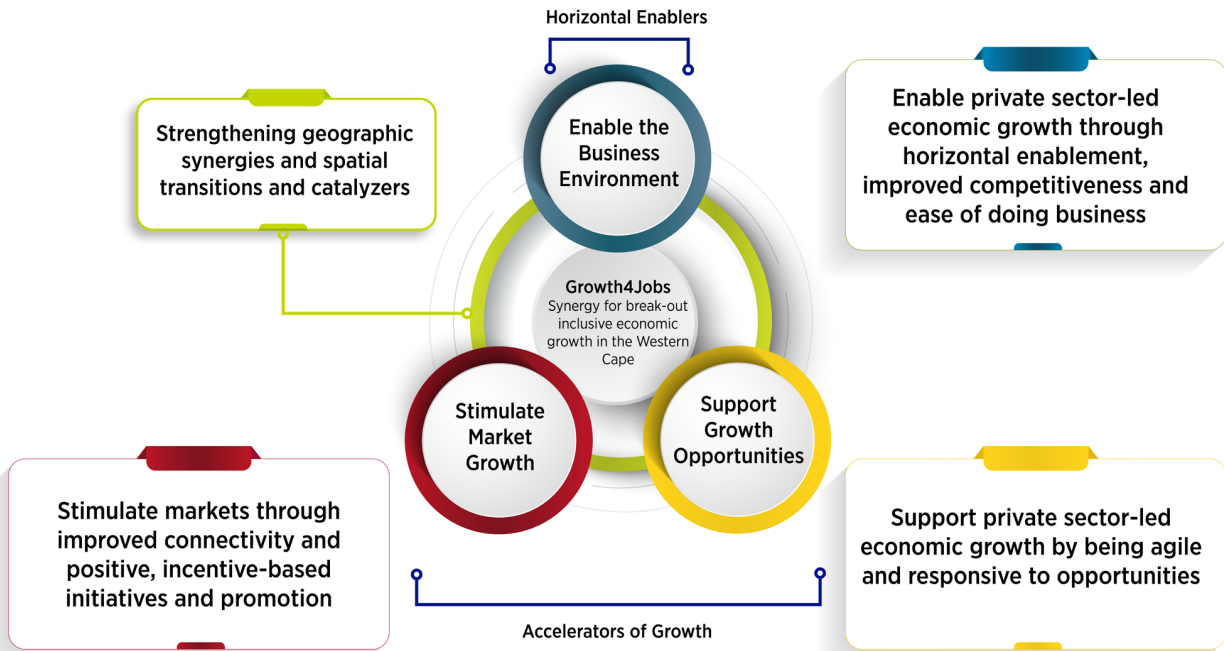 Horizontal Enablers
Strengthening geographic
synergies and spatial
transitions and catalyzers
Enable the
Business
Environment
Enable private sector-led
economic growth through
horizontal enablement,
improved competitiveness and
ease of doing business
Growth4Jobs
Synergy for break-out
inclusive economic
growth in the Western
Cape
Stimulate
Market
Growth
Support
Growth
Opportunities
Stimulate markets through
improved connectivity and
positive, incentive-based
initiatives and promotion
Support private sector-led
economic growth by being agile
and responsive to opportunities
Accelerators of Growth